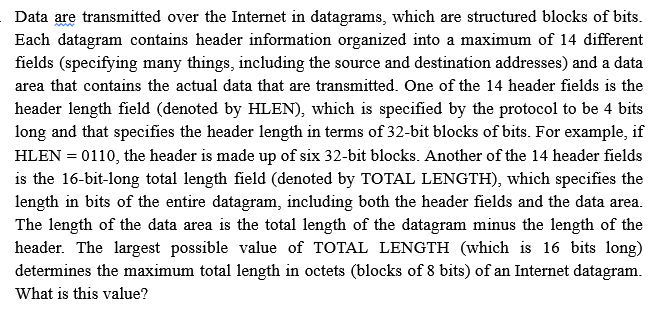 Data are transmitted over the Internet in datagrams, which are structured blocks of bits.
Each datagram contains header information organized into a maximum of 14 different
fields (specifying many things, including the source and destination addresses) and a data
area that contains the actual data that are transmitted. One of the 14 header fields is the
header length field (denoted by HLEN), which is specified by the protocol to be 4 bits
long and that specifies the header length in terms of 32-bit blocks of bits. For example, if
HLEN = 0110, the header is made up of six 32-bit blocks. Another of the 14 header fields
is the 16-bit-long total length field (denoted by TOTAL LENGTH), which specifies the
length in bits of the entire datagram, including both the header fields and the data area.
The length of the data area is the total length of the datagram minus the length of the
header. The largest possible value of TOTAL LENGTH (which is 16 bits long)
determines the maximum total length in octets (blocks of 8 bits) of an Internet datagram.
What is this value?